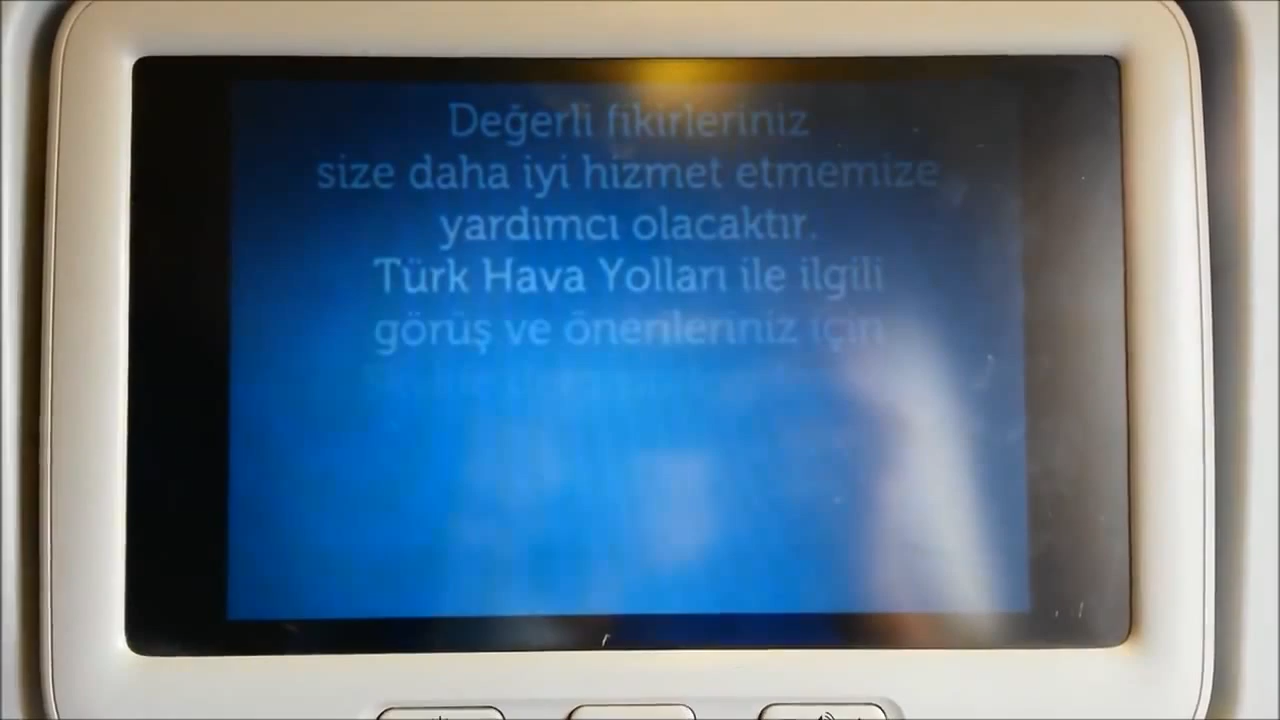 Değerli fikirleriniz
size daha iyi hizmet etmemize
yardımcı olacaktır.
Türk Hava Yolları ile ilgili
görüş ve önerileriniz için